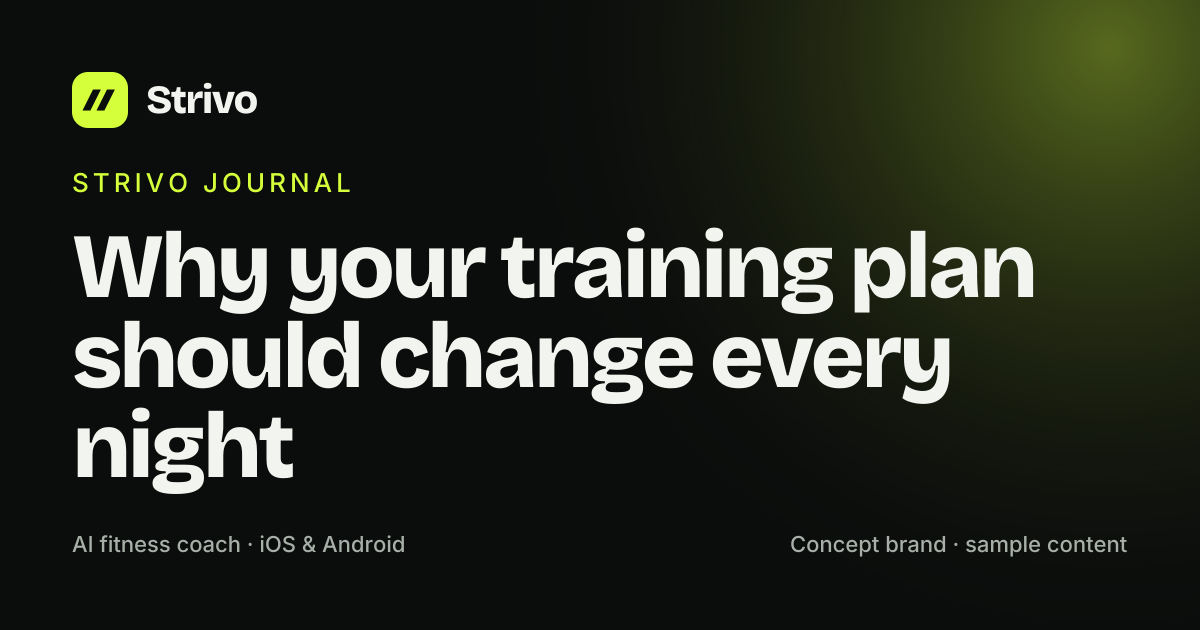 Strivo
STRIVO JOURNAL
Why your training plan
should change every
night
AI fitness coach · iOS & Android
Concept brand · sample content